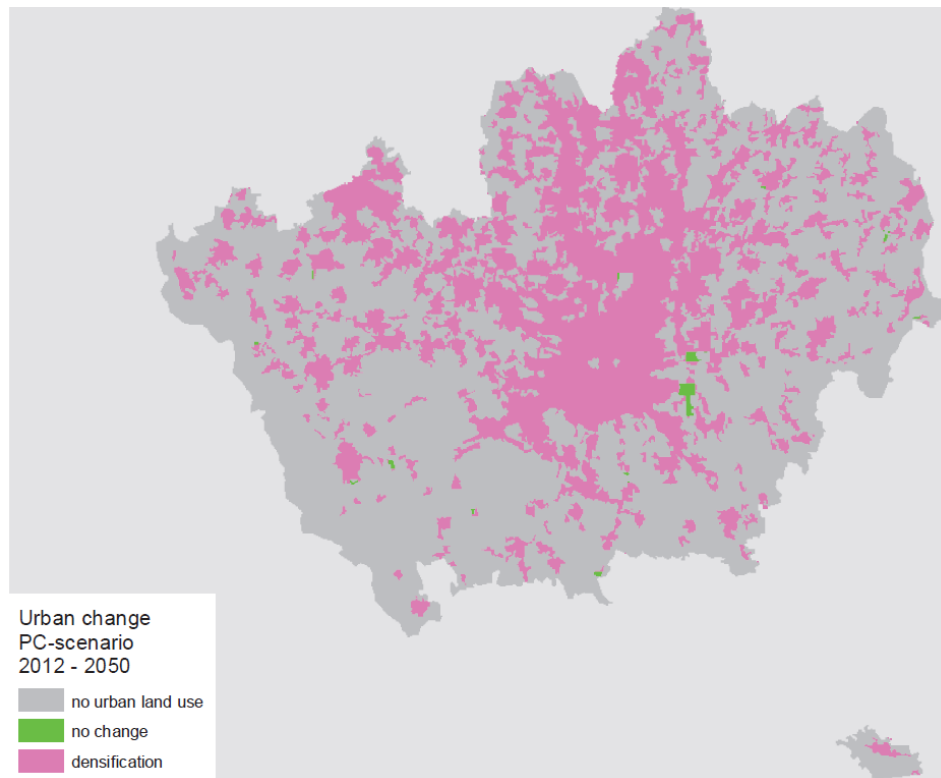 Urban change
PC-scenario
2012 - 2050
no urban land use
no change
densification